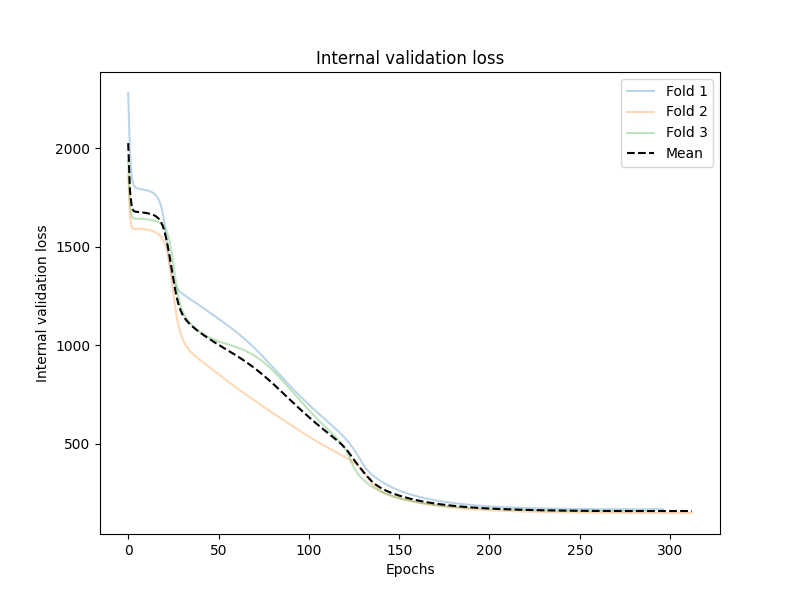 Internal validation loss
Fold 1
Fold 2
Fold 3
Mean
Internal validation loss
2000
1500
1000
500
0
50
100
150
200
250
300
Epochs